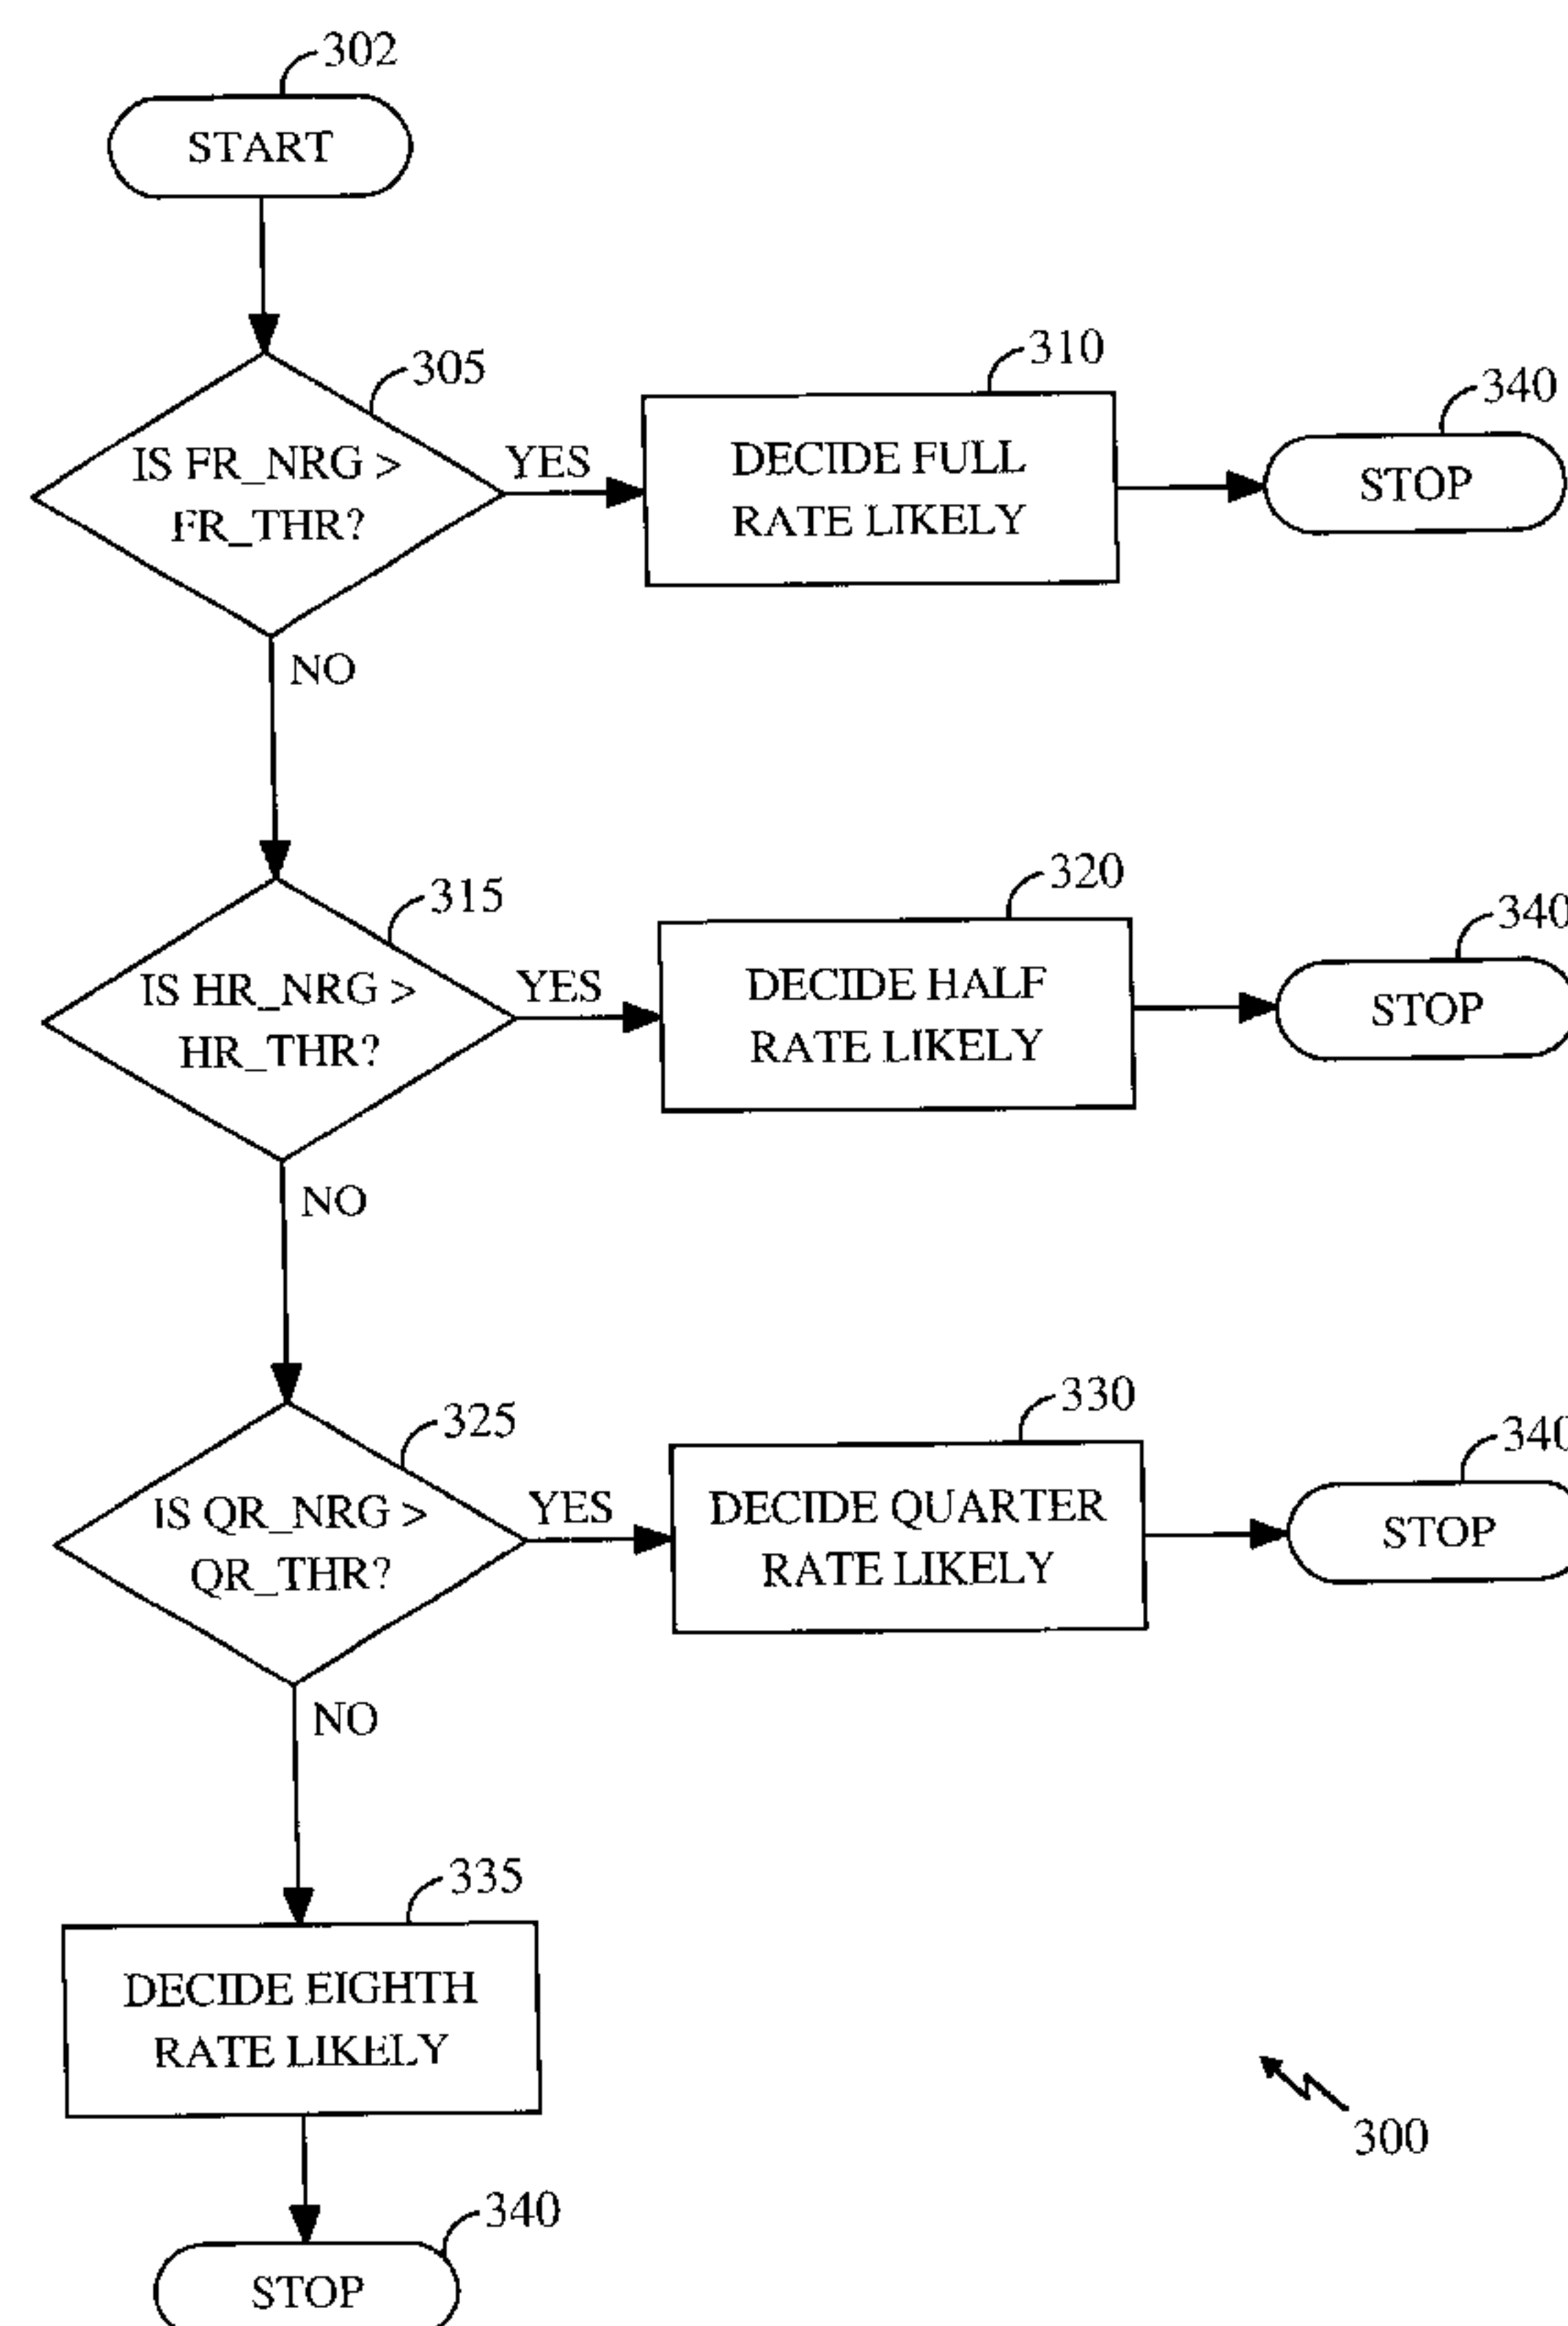 302
START
305
IS FR_NRG >
FR_THR?
YES
310
DECIDE FULL
RATE LIKELY
340
STOP
NO
315
IS HR_NRG >
HR_THR?
YES
320
DECIDE HALF
RATE LIKELY
340
STOP
NO
325
IS QR_NRG >
QR_THR?
YES
330
DECIDE QUARTER
RATE LIKELY
340
STOP
NO
335
DECIDE EIGHTH
RATE LIKELY
300
340
STOP